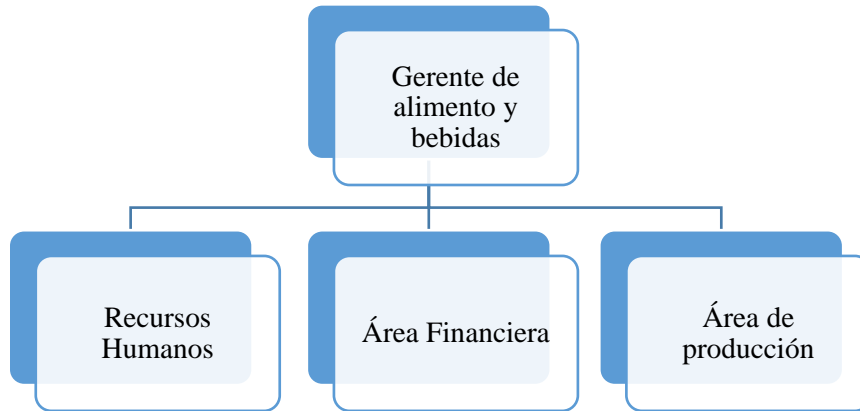 Gerente de
alimento y
bebidas
Recursos
Humanos
Área Financiera
Área de
producción